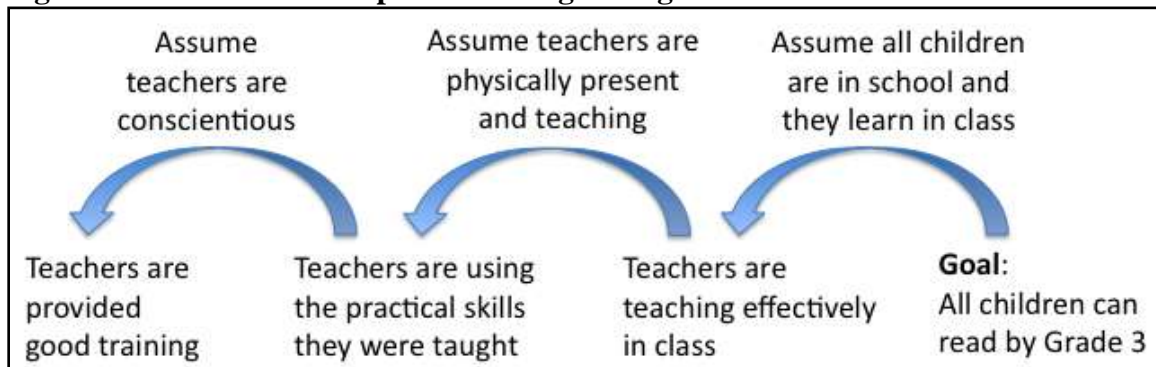 Assume
teachers are
conscientious
Assume teachers are
physically present
and teaching
Assume all children
are in school and
they learn in class
Teachers are
provided
good training
Teachers are using
the practical skills
they were taught
Teachers are
teaching effectively
in class
Goal:
All children can
read by Grade 3